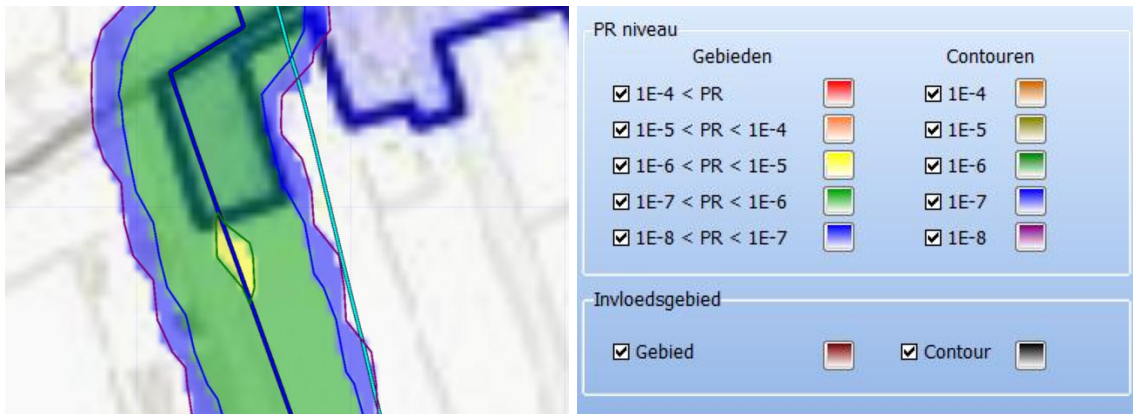 PR niveau
Gebieden Contouren
1E-4 < PR 1E-4
1E-5 < PR < 1E-4 1E-5
1E-6 < PR < 1E-5 1E-6
1E-7 < PR < 1E-6 1E-7
1E-8 < PR < 1E-7 1E-8
Invloedsgebied
Gebied Contour